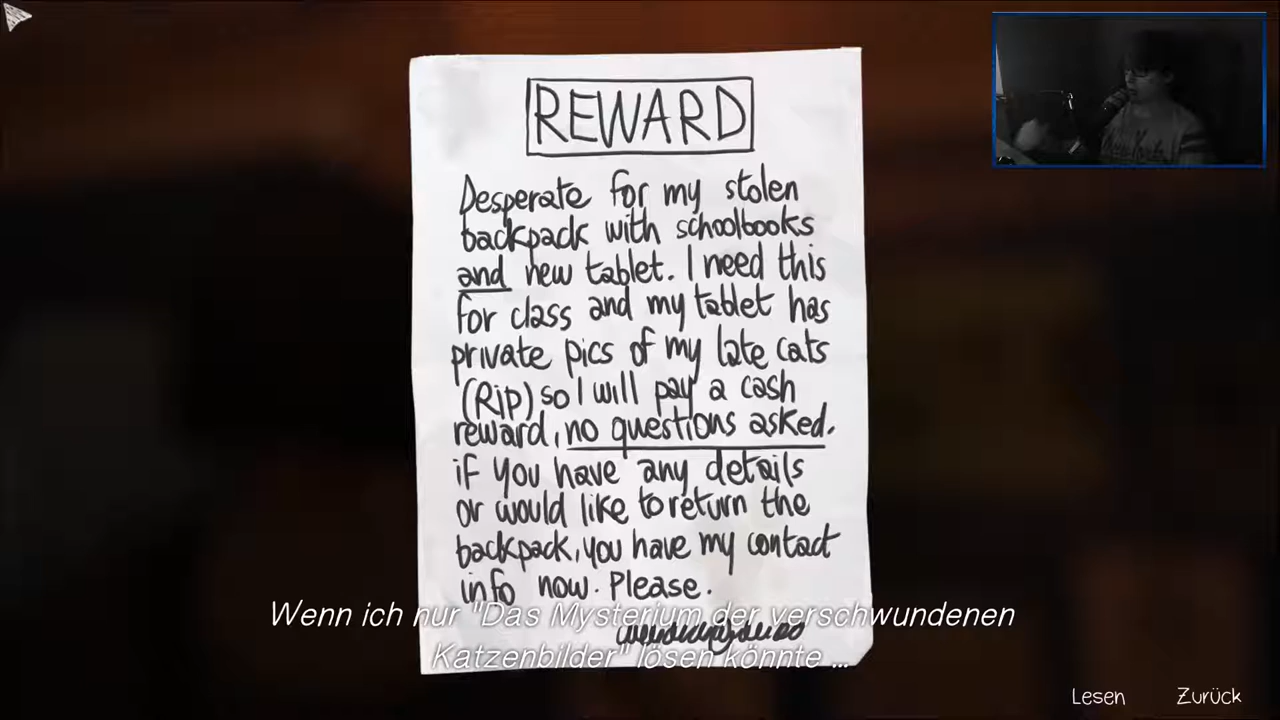 REWARD
Desperate for my stolen
backpack with schoolbooks
and new tablet. I need this
for class and my tablet has
private pics of my late cats
(Rip) so I will pay a cash
reward, no questions asked.
if you have any details
or would like to return the
backpack, you have my contact
info now. Please.
Wenn ich nur "Das Mysterium der verschwundenen
Katzenbilder" lösen könnte ...
Lesen Zurück